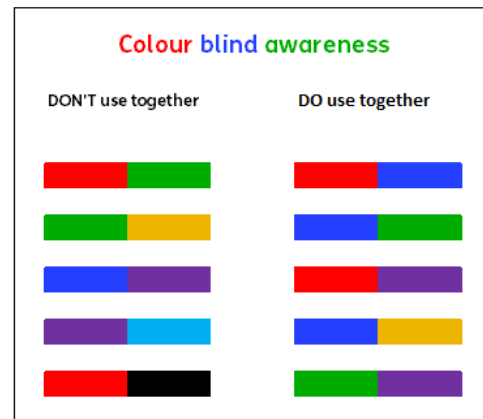 Colour blind awareness
DON'T use together
DO use together